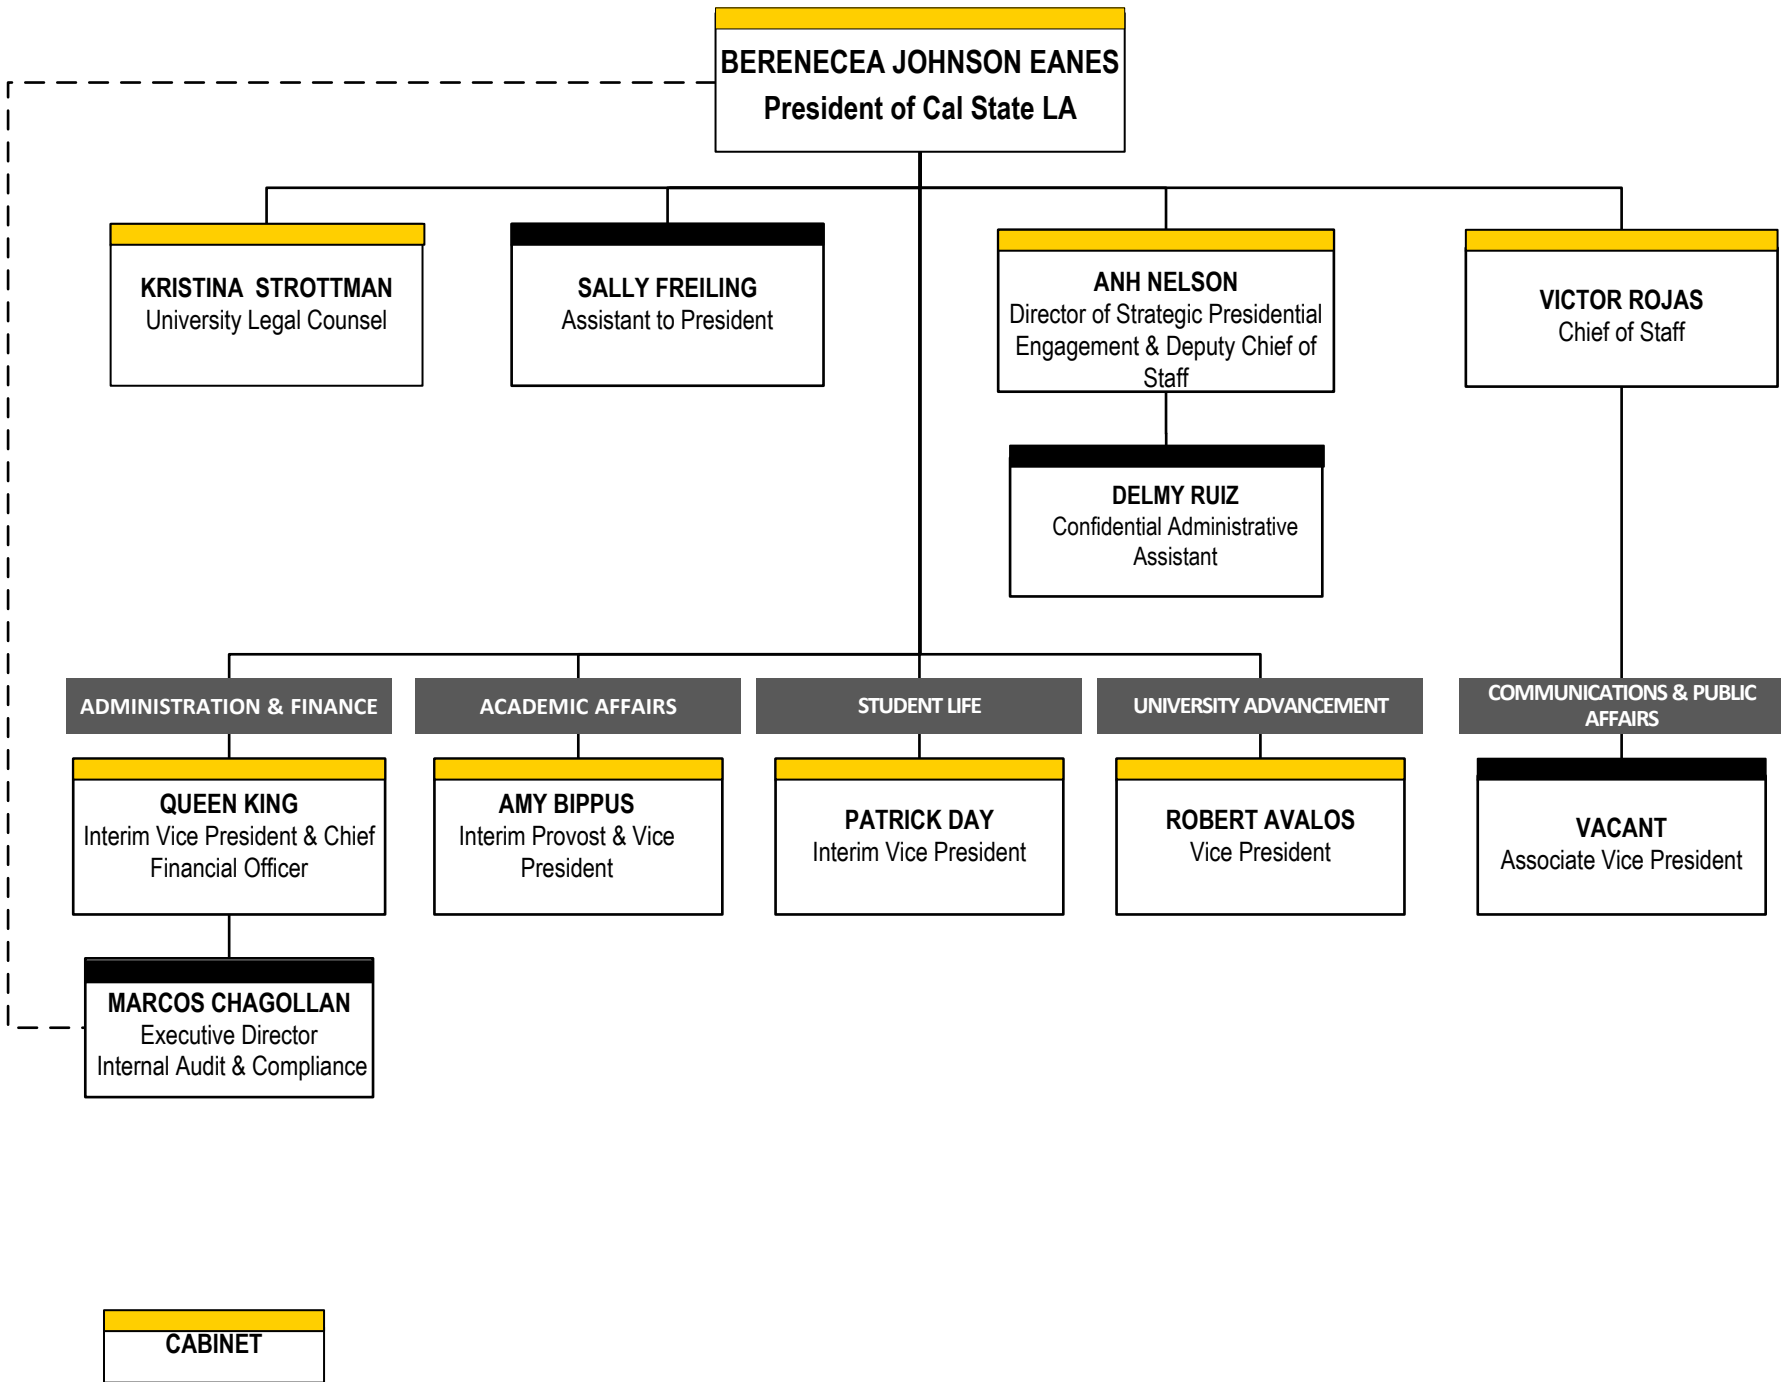 BERENECEA JOHNSON EANES
President of Cal State LA
KRISTINA STROTTMAN
University Legal Counsel
SALLY FREILING
Assistant to President
ANH NELSON
Director of Strategic Presidential
Engagement & Deputy Chief of
Staff
VICTOR ROJAS
Chief of Staff
DELMY RUIZ
Confidential Administrative
Assistant
ADMINISTRATION & FINANCE
ACADEMIC AFFAIRS
STUDENT LIFE
UNIVERSITY ADVANCEMENT
COMMUNICATIONS & PUBLIC
AFFAIRS
QUEEN KING
Interim Vice President & Chief
Financial Officer
AMY BIPPUS
Interim Provost & Vice
President
PATRICK DAY
Interim Vice President
ROBERT AVALOS
Vice President
VACANT
Associate Vice President
MARCOS CHAGOLLAN
Executive Director
Internal Audit & Compliance
CABINET